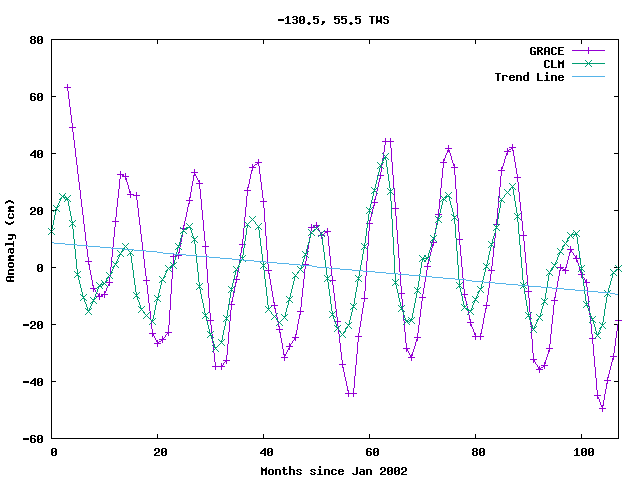 -130.5, 55.5 TWS
GRACE
CLM
Trend Line
80
60
40
20
0
-20
-40
-60
Anomaly (cm)
0 20 40 60 80 100
Months since Jan 2002